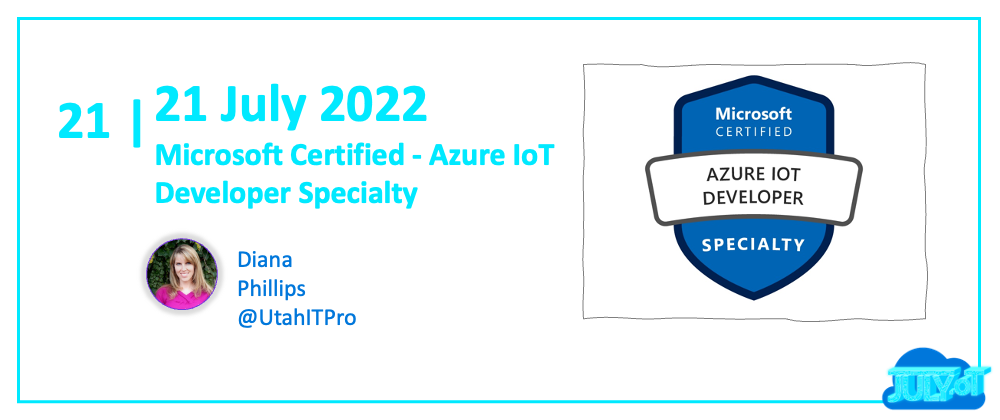 21 |
21 July 2022
Microsoft Certified - Azure IoT
Developer Specialty
Diana
Phillips
@UtahITPro
Microsoft
CERTIFIED
AZURE IOT
DEVELOPER
SPECIALTY
JULYoT